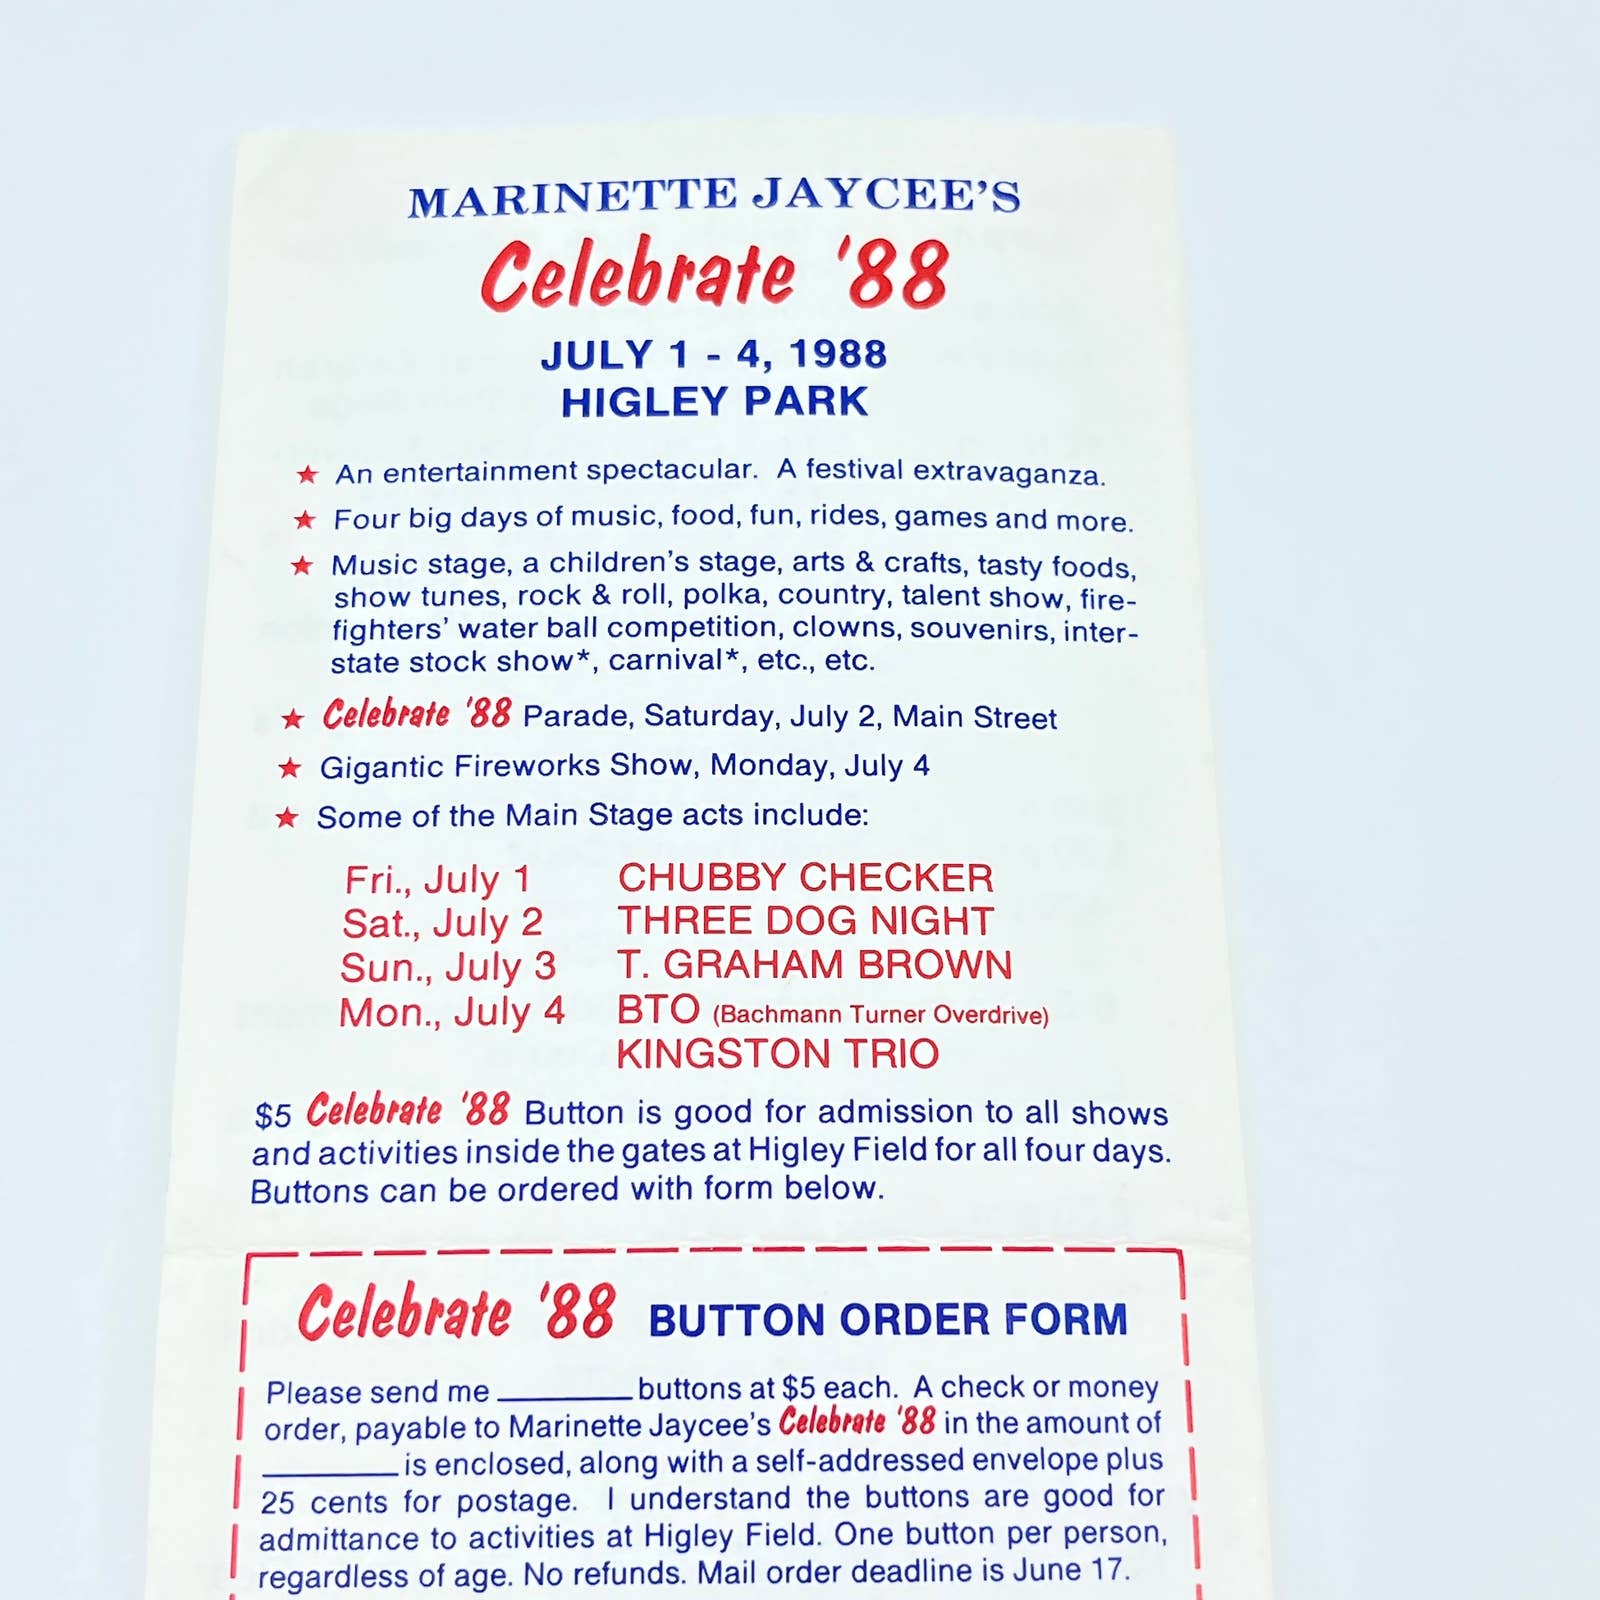 MARINETTE JAYCEE'S
Celebrate '88
JULY 1 - 4, 1988
HIGLEY PARK
★ An entertainment spectacular. A festival extravaganza.
★ Four big days of music, food, fun, rides, games and more.
★ Music stage, a children's stage, arts & crafts, tasty foods,
show tunes, rock & roll, polka, country, talent show, fire-
fighters' water ball competition, clowns, souvenirs, inter-
state stock show*, carnival*, etc., etc.
★ Celebrate '88 Parade, Saturday, July 2, Main Street
★ Gigantic Fireworks Show, Monday, July 4
★ Some of the Main Stage acts include:
Fri., July 1 CHUBBY CHECKER
Sat., July 2 THREE DOG NIGHT
Sun., July 3 T. GRAHAM BROWN
Mon., July 4 BTO (Bachmann Turner Overdrive)
KINGSTON TRIO
$5 Celebrate '88 Button is good for admission to all shows
and activities inside the gates at Higley Field for all four days.
Buttons can be ordered with form below.
Celebrate '88 BUTTON ORDER FORM
Please send me ________ buttons at $5 each. A check or money
order, payable to Marinette Jaycee's Celebrate '88 in the amount of
________ is enclosed, along with a self-addressed envelope plus
25 cents for postage. I understand the buttons are good for
admittance to activities at Higley Field. One button per person,
regardless of age. No refunds. Mail order deadline is June 17.